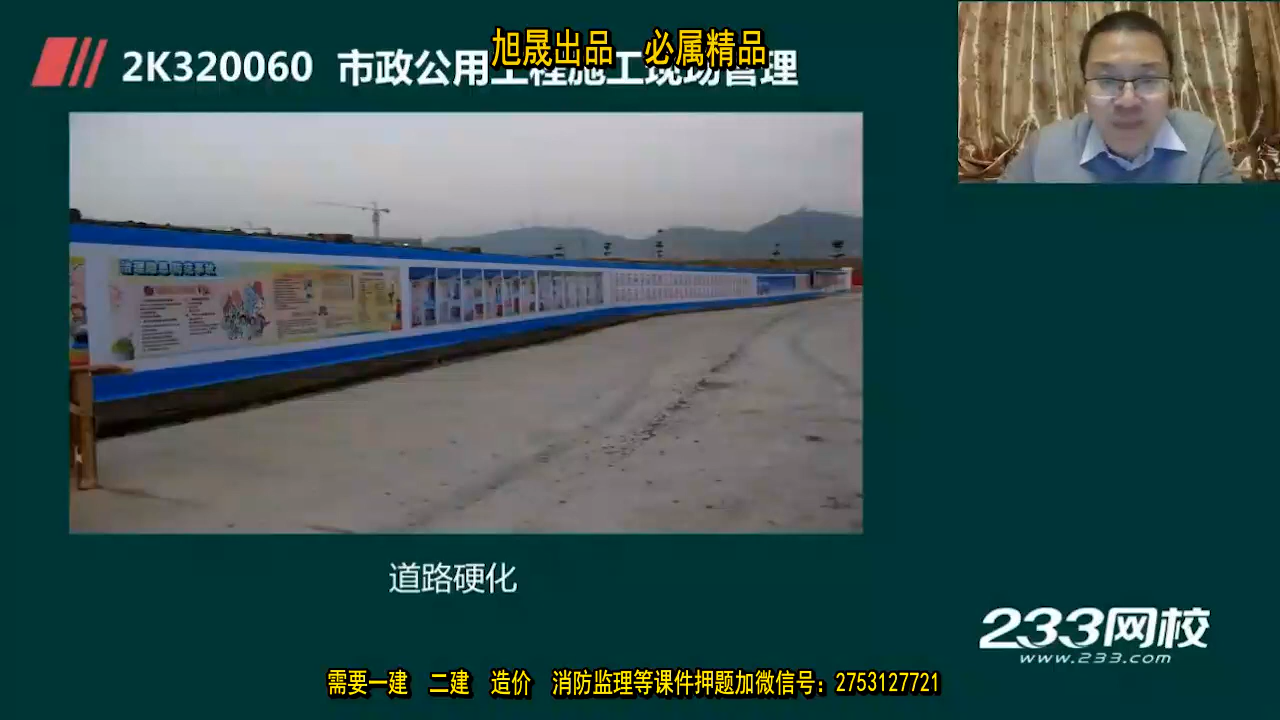 旭晟出品 必属精品
2K320060 市政公用工程施工现场管理
道路硬化
233网校
www.233.com
需要一建 二建 造价 消防监理等课件押题加微信号：2753127721